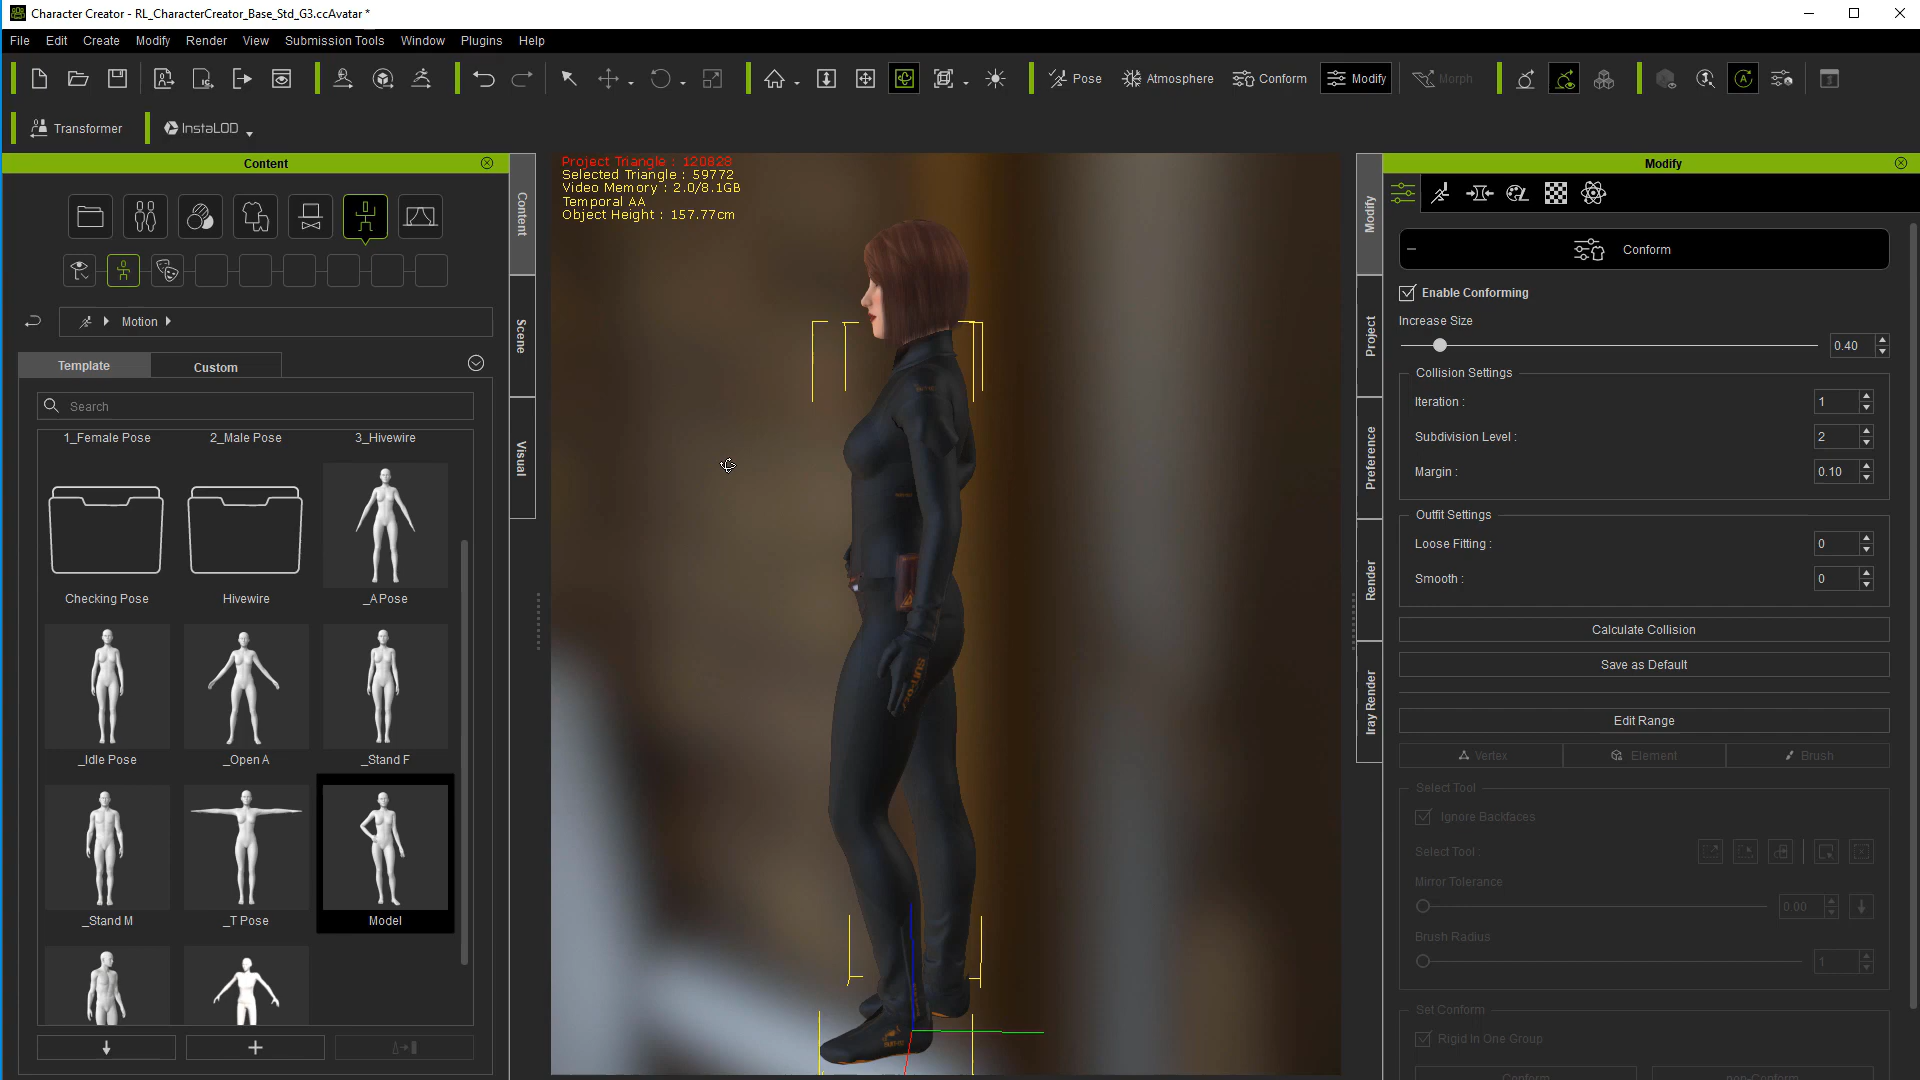 Character Creator - RL_CharacterCreator_Base_Std_G3.ccAvatar *
File Edit Create Modify Render View Submission Tools Window Plugins Help
Pose Atmosphere Conform Modify Morph
Transformer InstaLOD
Content
Motion
Template Custom
Search
1_Female Pose 2_Male Pose 3_Hivewire
Checking Pose Hivewire _A Pose
_Idle Pose _Open A _Stand F
_Stand M _T Pose Model
Content
Scene
Visual
Project Triangle : 120828
Selected Triangle : 59772
Video Memory : 2.0/8.1GB
Temporal AA
Object Height : 157.77cm
Modify
Project
Preference
Render
Iray Render
Modify
Conform
Enable Conforming
Increase Size
0.40
Collision Settings
Iteration : 1
Subdivision Level : 2
Margin : 0.10
Outfit Settings
Loose Fitting : 0
Smooth : 0
Calculate Collision
Save as Default
Edit Range
Vertex Element Brush
Select Tool
Ignore Backfaces
Select Tool :
Mirror Tolerance
0.00
Brush Radius
1
Set Conform
Rigid In One Group
Conform non-Conform